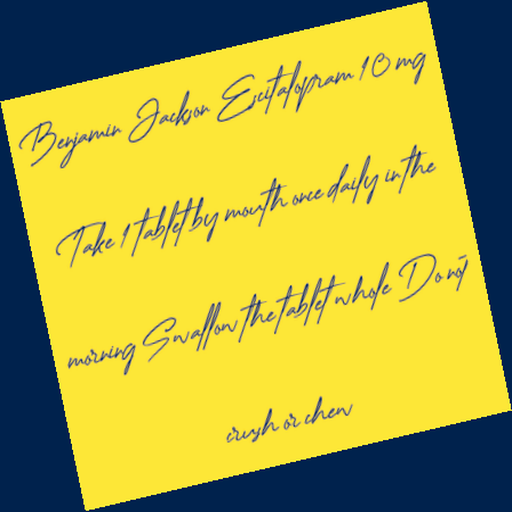 Benjamin Jackson Escitalopram 10 mg
Take 1 tablet by mouth once daily in the
morning Swallow the tablet whole Do not
crush or chew